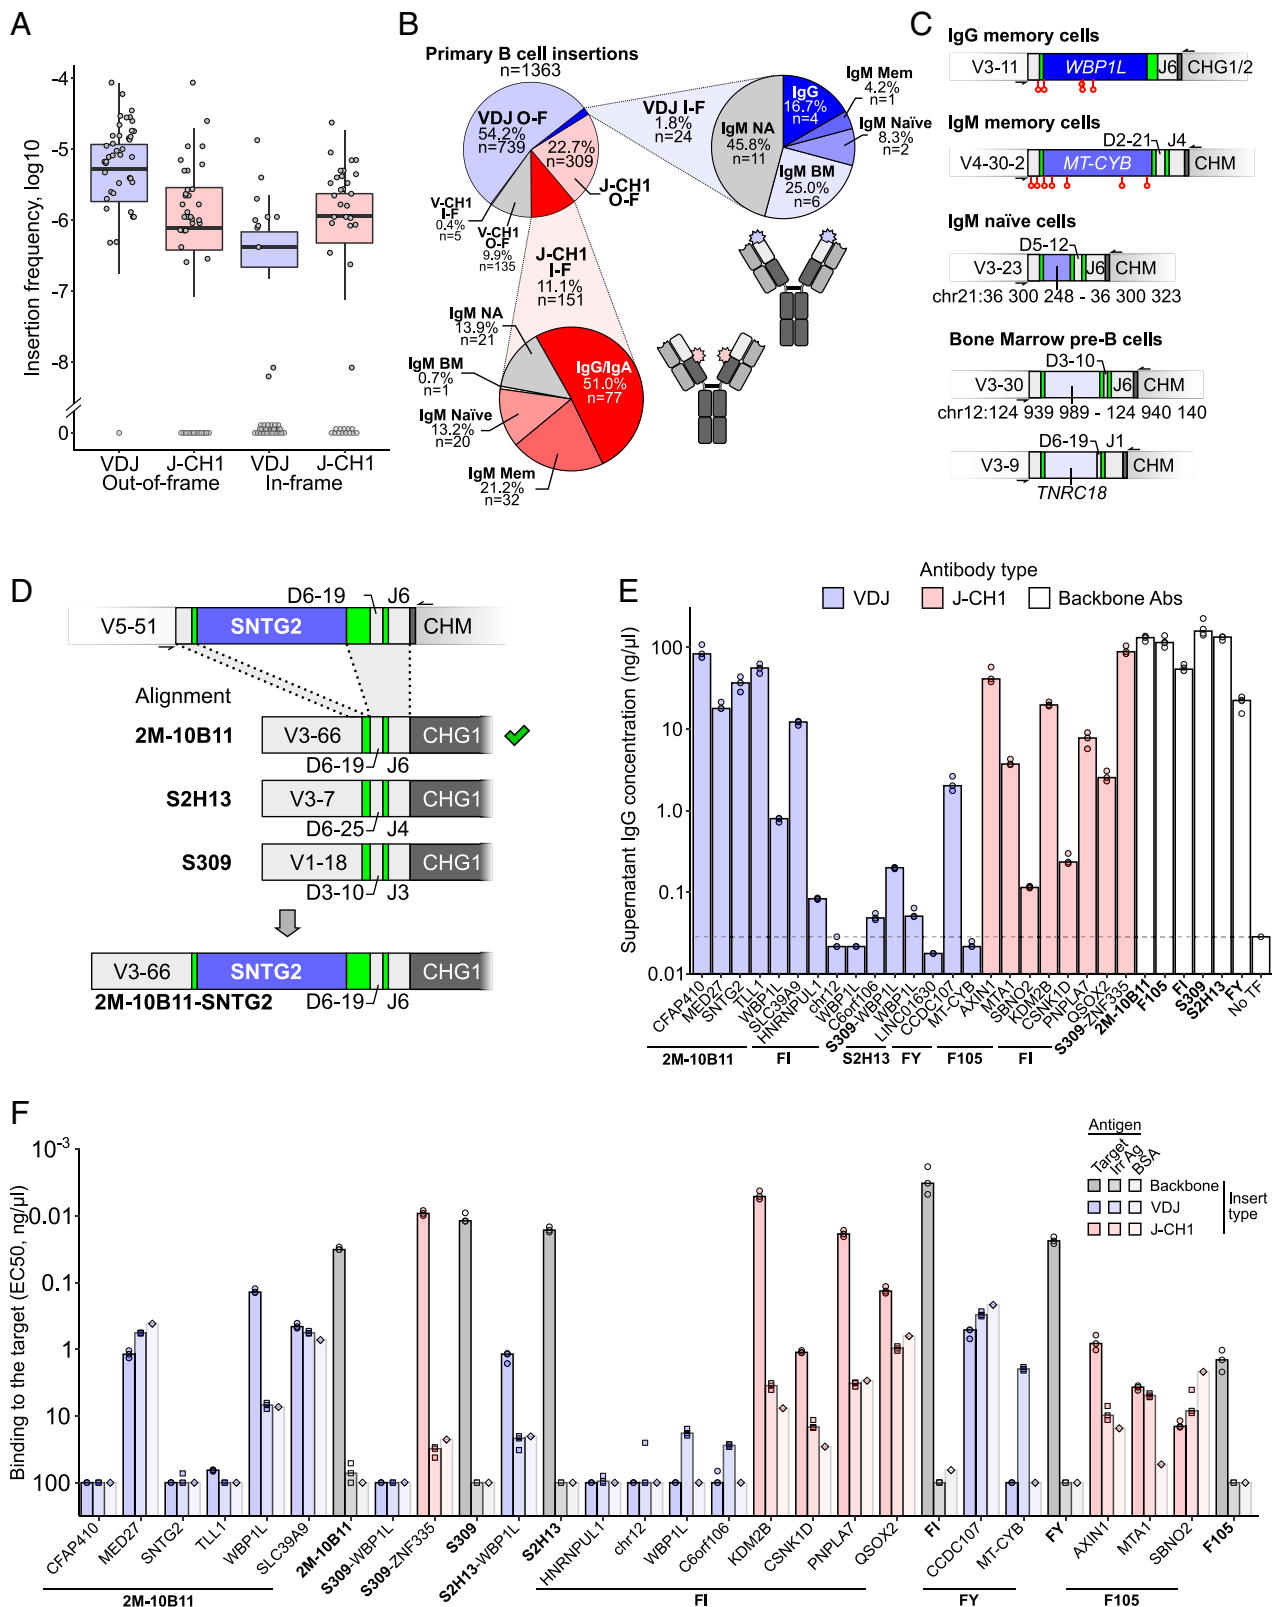 A
Insertion frequency, log10
-4
-5
-6
-7
-8
0
VDJ
J-CH1
VDJ
J-CH1
Out-of-frame
In-frame
B
Primary B cell insertions
n=1363
VDJ O-F
54.2%
n=739
22.7%
n=309
J-CH1
O-F
V-CH1
I-F
0.4%
n=5
V-CH1
O-F
9.9%
n=135
VDJ I-F
1.8%
n=24
IgG
16.7%
n=4
IgM Mem
4.2%
n=1
IgM Naïve
8.3%
n=2
IgM NA
45.8%
n=11
IgM BM
25.0%
n=6
J-CH1
I-F
11.1%
n=151
IgM NA
13.9%
n=21
IgM BM
0.7%
n=1
IgM Naïve
13.2%
n=20
IgM Mem
21.2%
n=32
IgG/IgA
51.0%
n=77
C
IgG memory cells
V3-11
WBP1L
J6
CHG1/2
IgM memory cells
D2-21
J4
V4-30-2
MT-CYB
CHM
IgM naïve cells
D5-12
V3-23
J6
CHM
chr21:36 300 248 - 36 300 323
Bone Marrow pre-B cells
D3-10
V3-30
J6
CHM
chr12:124 939 989 - 124 940 140
D6-19
J1
V3-9
CHM
TNRC18
D
D6-19
J6
V5-51
SNTG2
CHM
Alignment
2M-10B11
V3-66
CHG1
D6-19
J6
S2H13
V3-7
CHG1
D6-25
J4
S309
V1-18
CHG1
D3-10
J3
V3-66
SNTG2
CHG1
2M-10B11-SNTG2
D6-19
J6
E
Antibody type
VDJ
J-CH1
Backbone Abs
Supernatant IgG concentration (ng/µl)
100
10
1.0
0.1
0.01
CFAP410
MED27
SNTG2
TLL1
WBP1L
SLC39A9
HNRNPUL1
chr12
WBP1L
C6orf106
S309-WBP1L
WBP1L
LINC01630
CCDC107
MT-CYB
AXIN1
MTA1
SBNO2
KDM2B
CSNK1D
PNPLA7
QSOX2
S309-ZNF335
2M-10B11
F105
FI
S309
S2H13
FY
No TF
2M-10B11
FI
S2H13
FY
F105
FI
F
Binding to the target (EC50, ng/µl)
10-3
0.01
0.1
1
10
100
Antigen
Target
Irr Ag
BSA
Backbone
VDJ
J-CH1
Insert
type
CFAP410
MED27
SNTG2
TLL1
WBP1L
SLC39A9
2M-10B11
S309-WBP1L
S309-ZNF335
S309
S2H13-WBP1L
S2H13
HNRNPUL1
chr12
WBP1L
C6orf106
KDM2B
CSNK1D
PNPLA7
QSOX2
FI
CCDC107
MT-CYB
FY
AXIN1
MTA1
SBNO2
F105
2M-10B11
FI
FY
F105